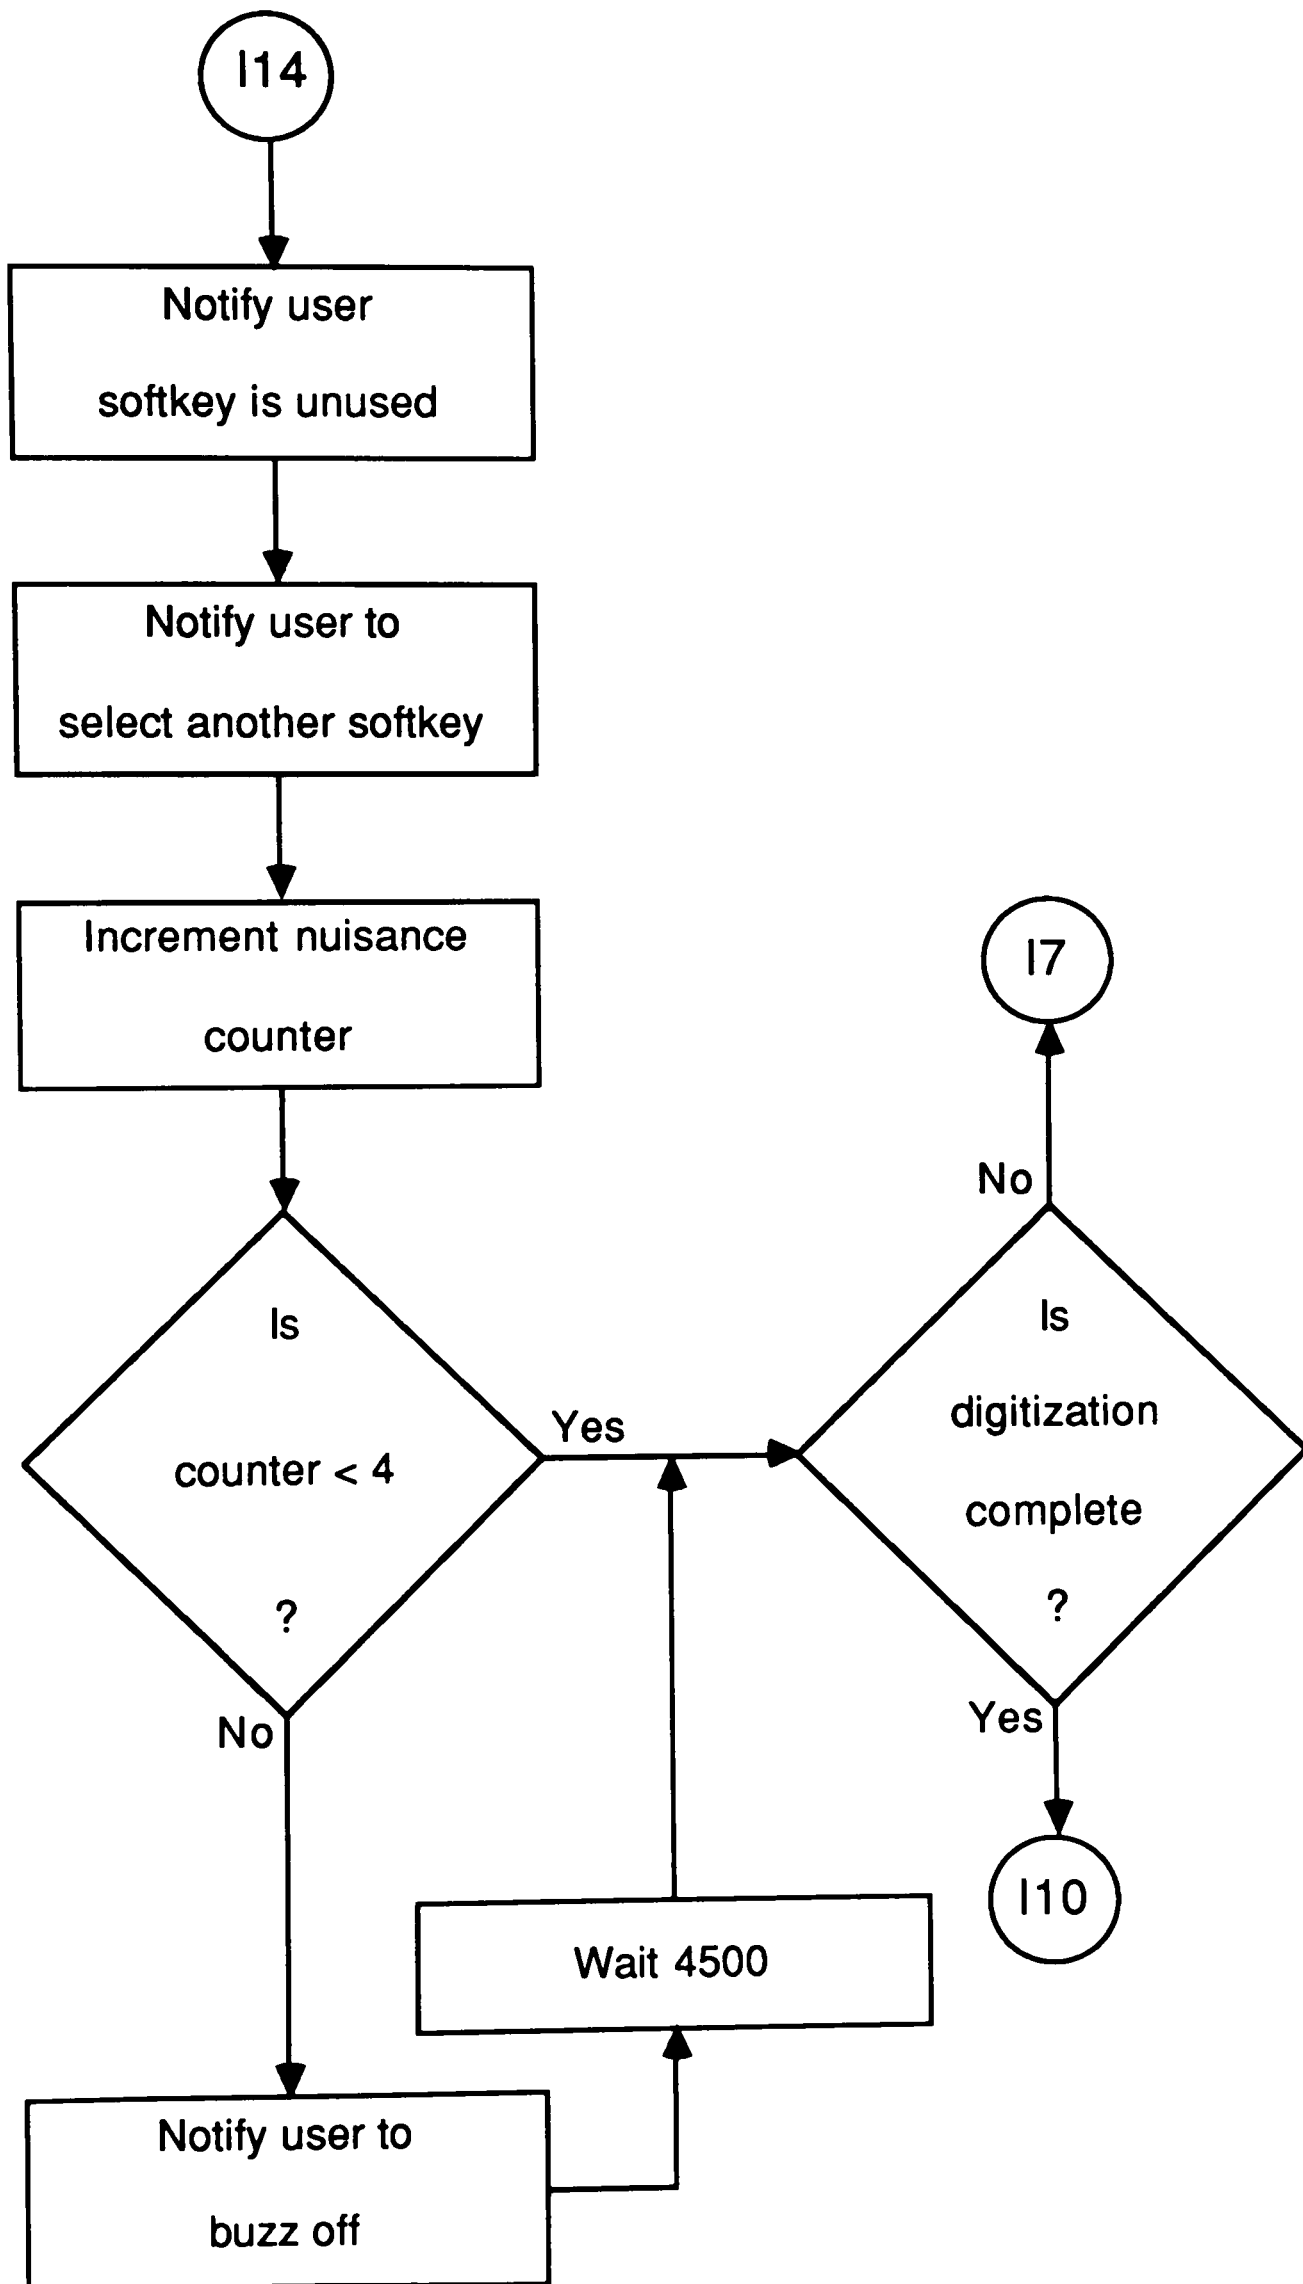 I14
Notify user
softkey is unused
Notify user to
select another softkey
Increment nuisance
counter
Is
counter < 4
?
Yes
No
Notify user to
buzz off
Wait 4500
Is
digitization
complete
?
No
I7
Yes
I10